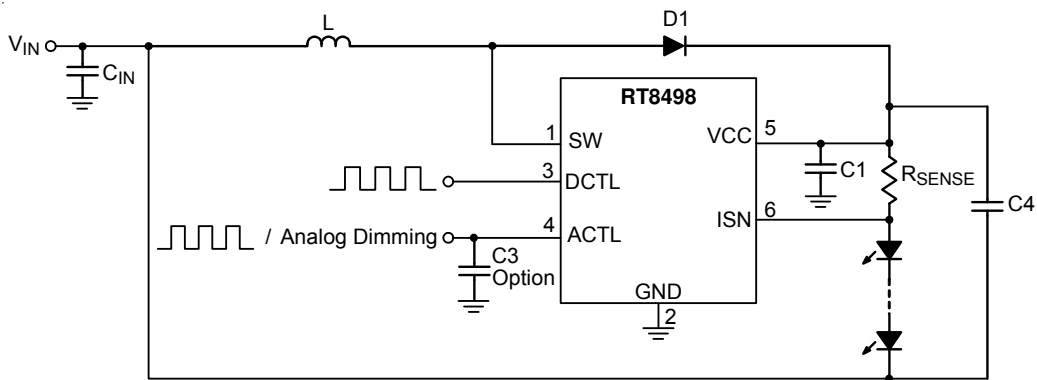 L
D1
VIN
CIN
RT8498
1
SW
VCC
5
C1
RSENSE
3
DCTL
ISN
6
C4
/ Analog Dimming
4
ACTL
C3
Option
GND
2